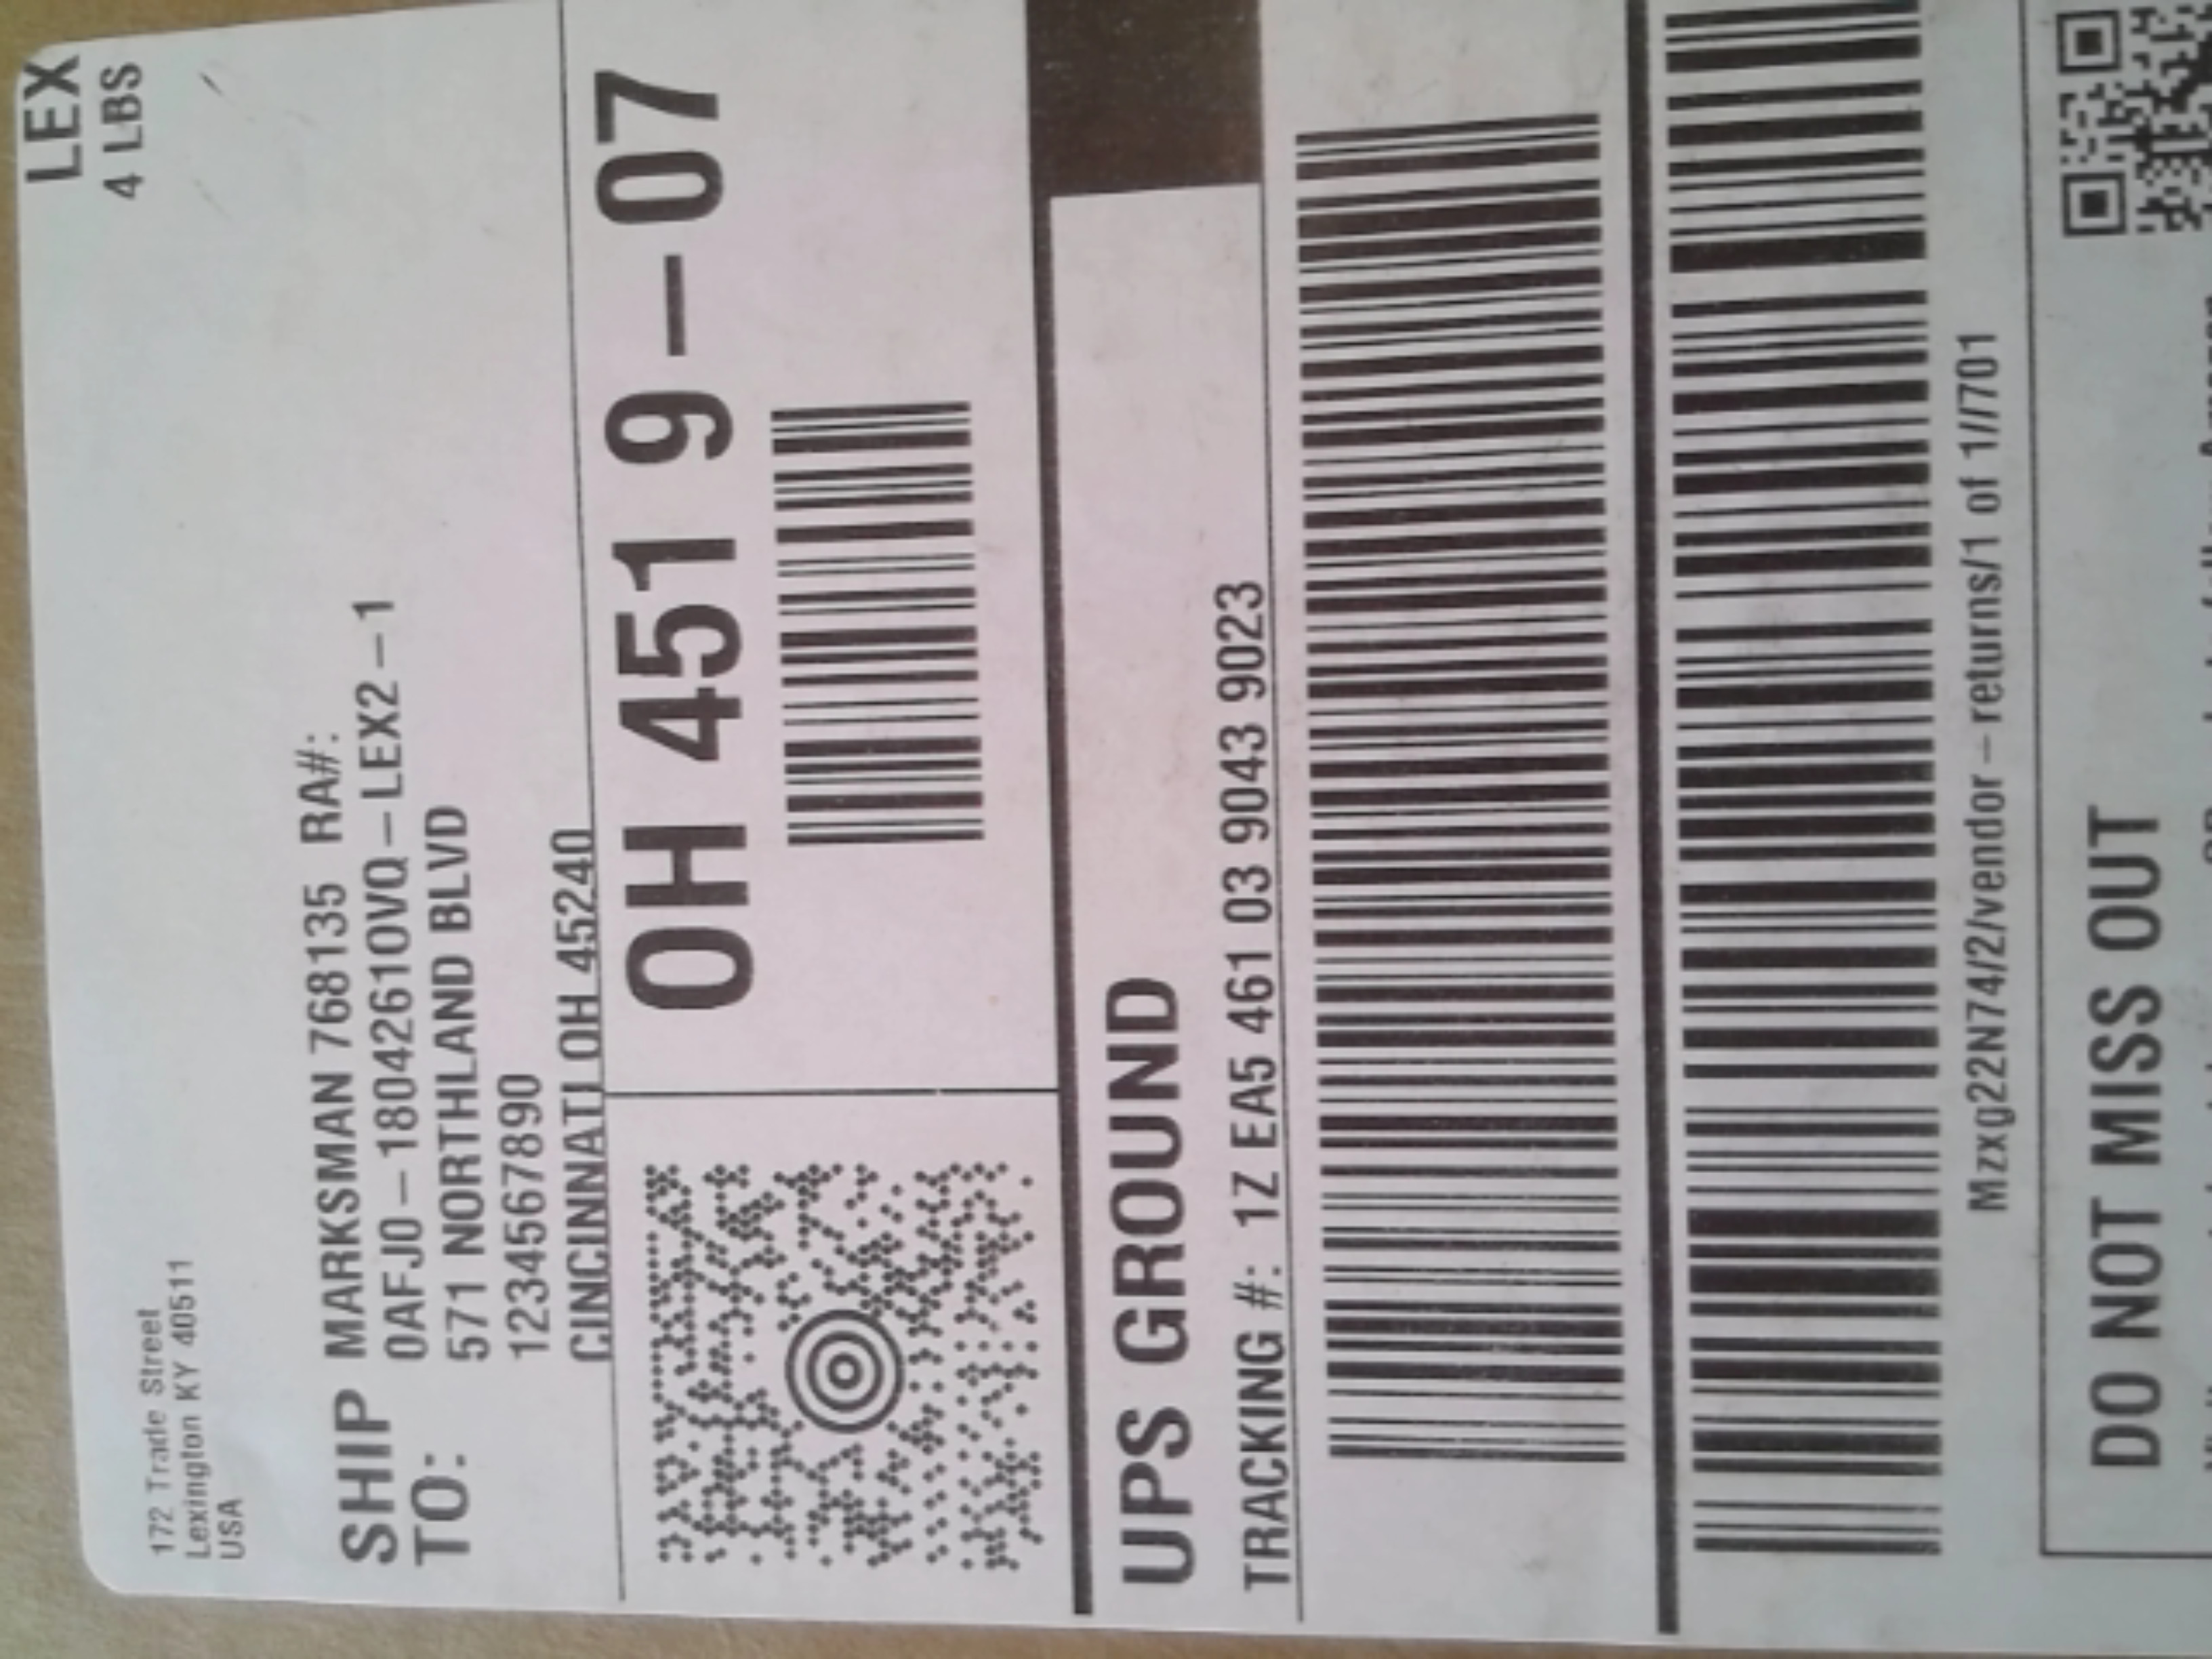 LEX
4 LBS
172 Trade Street
Lexington KY 40511
USA
SHIP TO:
MARKSMAN 768135 RA#:
0AFJ0-18042610VQ-LEX2-1
571 NORTHLAND BLVD
1234567890
CINCINNATI OH 45240
OH 451 9-07
UPS GROUND
TRACKING #: 1Z EA5 461 03 9043 9023
Mzxg22N74/2/vendor-returns/1 of 1//701
DO NOT MISS OUT